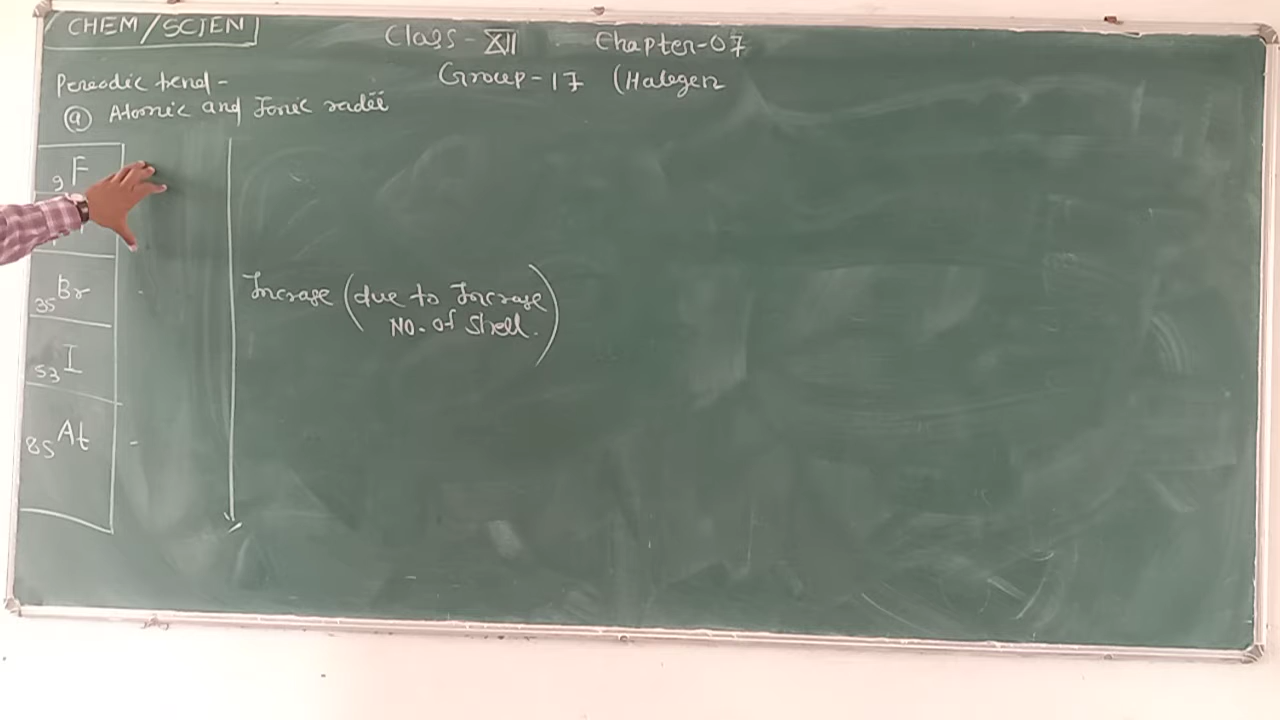 CHEM/SCIEN
Class-XII Chapter-07
Group-17 (Halogen
Pereodic trend-
(a) Atomic and Ionic radii
9F
35Br
53I
85At
Increase (due to Increase
No. of Shell.)